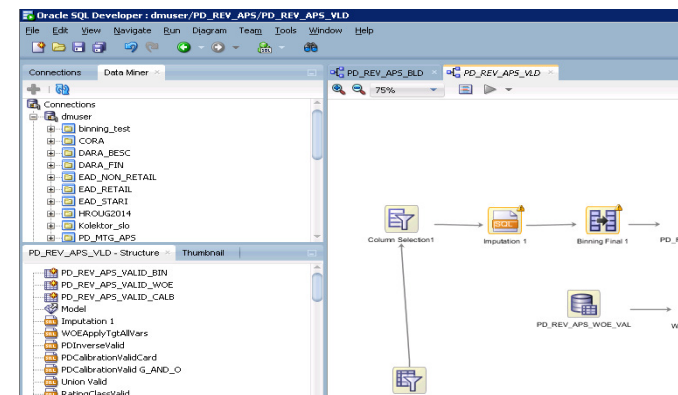 Oracle SQL Developer : dmuser/PD_REV_APS/PD_REV_APS_VLD
File Edit View Navigate Run Diagram Team Tools Window Help
Connections Data Miner
Connections
dmuser
binning_test
CORA
DARA_BESC
DARA_FIN
EAD_NON_RETAIL
EAD_RETAIL
EAD_STARI
HROUG2014
Kolektor_slo
PD_MTG_APS
PD_REV_APS_VLD - Structure Thumbnail
PD_REV_APS_VALID_BIN
PD_REV_APS_VALID_WOE
PD_REV_APS_VALID_CALB
Model
Imputation 1
WOEApplyTgtAllVars
PDInverseValid
PDCalibrationValidCard
PDCalibrationValid G_AND_O
Union Valid
RatingClassValid
PD_REV_APS_BLD PD_REV_APS_VLD
75%
Column Selection1 Imputation 1 Binning Final 1 PD_F
PD_REV_APS_WOE_VAL W